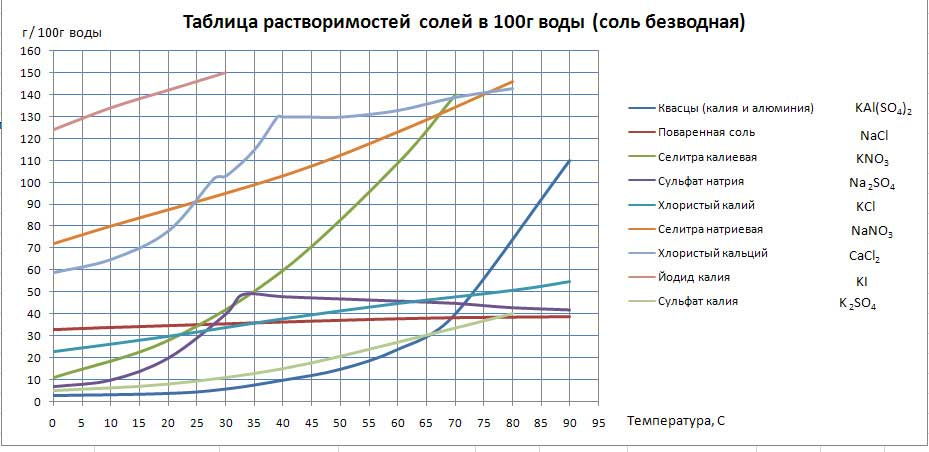 Таблица растворимостей солей в 100г воды (соль безводная)
г/100г воды
160
150
140
130
120
110
100
90
80
70
60
50
40
30
20
10
0
0 5 10 15 20 25 30 35 40 45 50 55 60 65 70 75 80 85 90 95
Температура, С
Квасцы (калия и алюминия) KAl(SO₄)₂
Поваренная соль NaCl
Селитра калиевая KNO₃
Сульфат натрия Na₂SO₄
Хлористый калий KCl
Селитра натриевая NaNO₃
Хлористый кальций CaCl₂
Йодид калия KI
Сульфат калия K₂SO₄